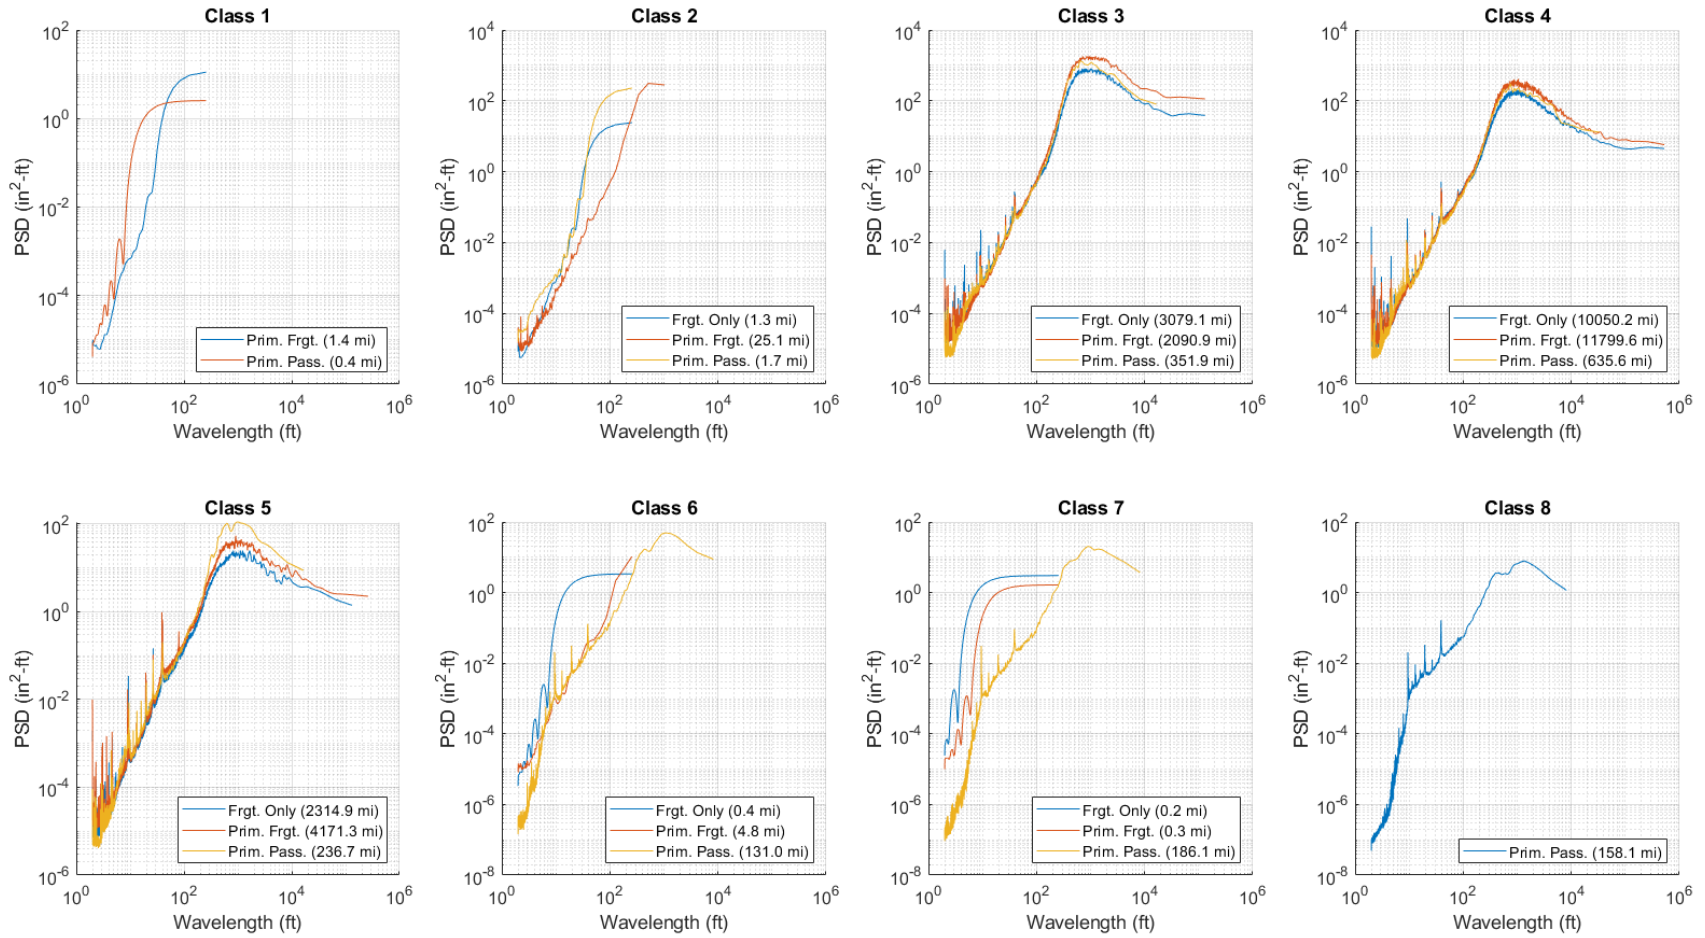 Class 1
10^2
10^0
10^-2
10^-4
10^-6
PSD (in^2-ft)
Prim. Frgt. (1.4 mi)
Prim. Pass. (0.4 mi)
10^0 10^2 10^4 10^6
Wavelength (ft)
Class 2
10^4
10^2
10^0
10^-2
10^-4
10^-6
PSD (in^2-ft)
Frgt. Only (1.3 mi)
Prim. Frgt. (25.1 mi)
Prim. Pass. (1.7 mi)
10^0 10^2 10^4 10^6
Wavelength (ft)
Class 3
10^4
10^2
10^0
10^-2
10^-4
10^-6
PSD (in^2-ft)
Frgt. Only (3079.1 mi)
Prim. Frgt. (2090.9 mi)
Prim. Pass. (351.9 mi)
10^0 10^2 10^4 10^6
Wavelength (ft)
Class 4
10^4
10^2
10^0
10^-2
10^-4
10^-6
PSD (in^2-ft)
Frgt. Only (10050.2 mi)
Prim. Frgt. (11799.6 mi)
Prim. Pass. (635.6 mi)
10^0 10^2 10^4 10^6
Wavelength (ft)
Class 5
10^2
10^0
10^-2
10^-4
10^-6
PSD (in^2-ft)
Frgt. Only (2314.9 mi)
Prim. Frgt. (4171.3 mi)
Prim. Pass. (236.7 mi)
10^0 10^2 10^4 10^6
Wavelength (ft)
Class 6
10^2
10^0
10^-2
10^-4
10^-6
10^-8
PSD (in^2-ft)
Frgt. Only (0.4 mi)
Prim. Frgt. (4.8 mi)
Prim. Pass. (131.0 mi)
10^0 10^2 10^4 10^6
Wavelength (ft)
Class 7
10^2
10^0
10^-2
10^-4
10^-6
10^-8
PSD (in^2-ft)
Frgt. Only (0.2 mi)
Prim. Frgt. (0.3 mi)
Prim. Pass. (186.1 mi)
10^0 10^2 10^4 10^6
Wavelength (ft)
Class 8
10^2
10^0
10^-2
10^-4
10^-6
10^-8
PSD (in^2-ft)
Prim. Pass. (158.1 mi)
10^0 10^2 10^4 10^6
Wavelength (ft)